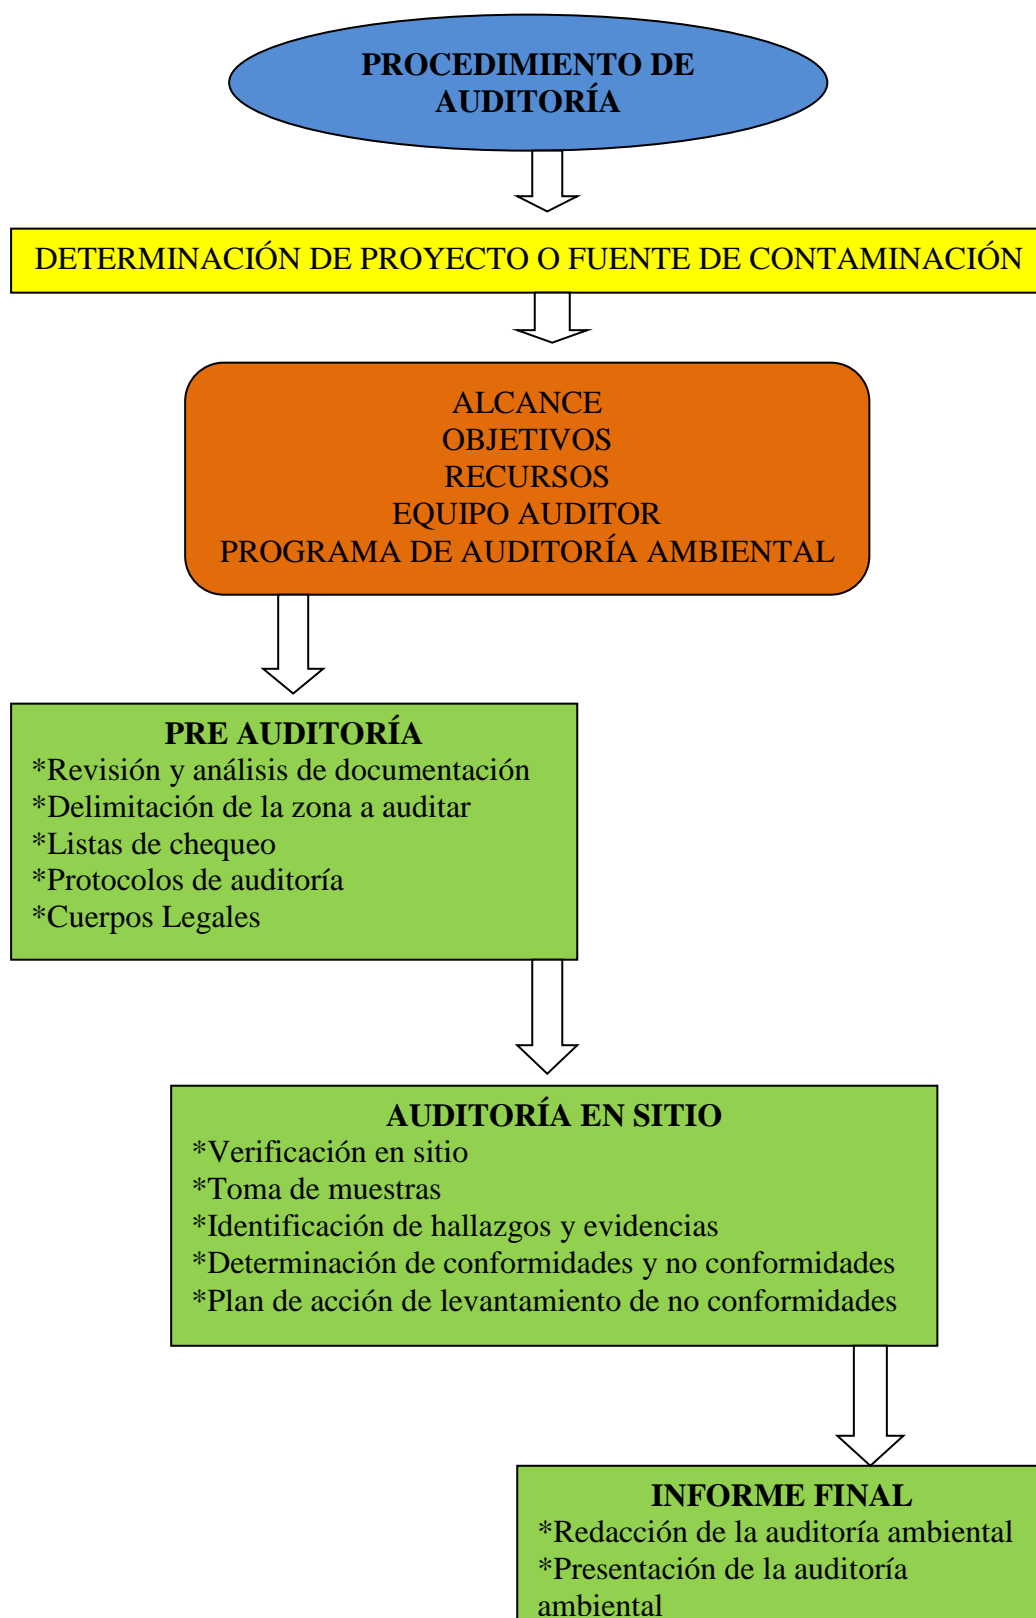 PROCEDIMIENTO DE
AUDITORÍA
DETERMINACIÓN DE PROYECTO O FUENTE DE CONTAMINACIÓN
ALCANCE
OBJETIVOS
RECURSOS
EQUIPO AUDITOR
PROGRAMA DE AUDITORÍA AMBIENTAL
PRE AUDITORÍA
*Revisión y análisis de documentación
*Delimitación de la zona a auditar
*Listas de chequeo
*Protocolos de auditoría
*Cuerpos Legales
AUDITORÍA EN SITIO
*Verificación en sitio
*Toma de muestras
*Identificación de hallazgos y evidencias
*Determinación de conformidades y no conformidades
*Plan de acción de levantamiento de no conformidades
INFORME FINAL
*Redacción de la auditoría ambiental
*Presentación de la auditoría
ambiental